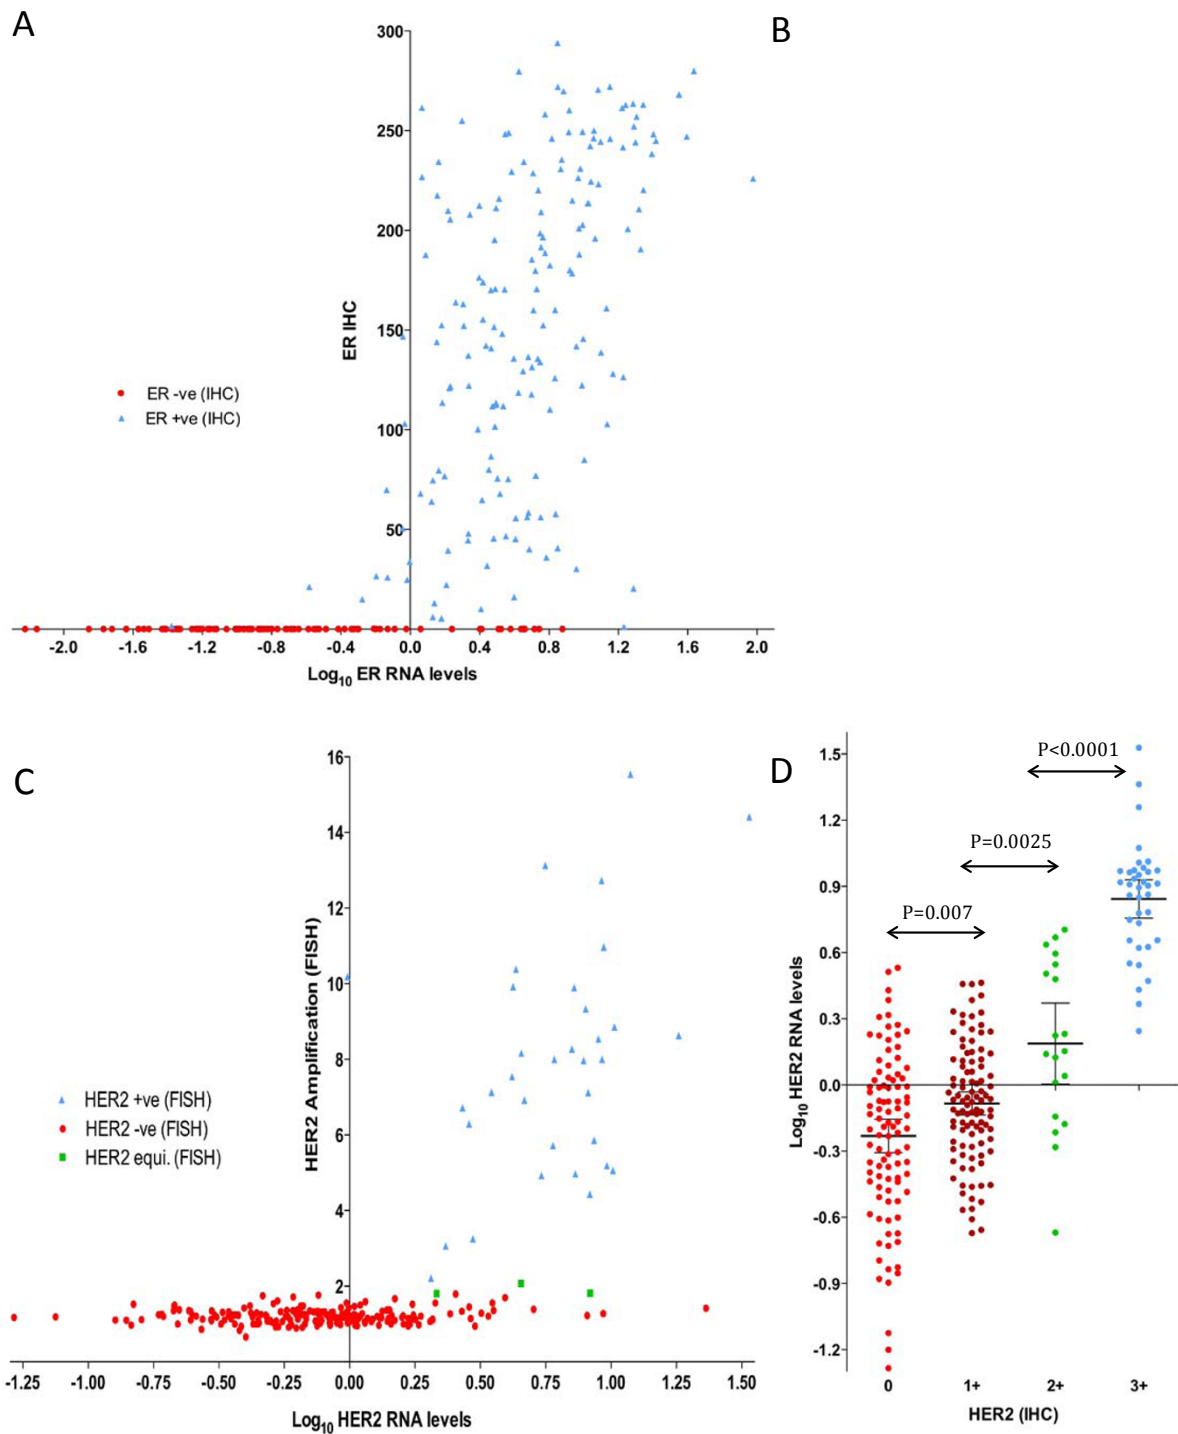 A
B
300
250
200
150
100
50
ER IHC
ER -ve (IHC)
ER +ve (IHC)
-2.0 -1.6 -1.2 -0.8 -0.4 0.0 0.4 0.8 1.2 1.6 2.0
Log10 ER RNA levels
C
16
14
12
10
8
6
4
2
HER2 Amplification (FISH)
HER2 +ve (FISH)
HER2 -ve (FISH)
HER2 equi. (FISH)
-1.25 -1.00 -0.75 -0.50 -0.25 0.00 0.25 0.50 0.75 1.00 1.25 1.50
Log10 HER2 RNA levels
D
P<0.0001
P=0.0025
P=0.007
1.5
1.2
0.9
0.6
0.3
0.0
-0.3
-0.6
-0.9
-1.2
Log10 HER2 RNA levels
0 1+ 2+ 3+
HER2 (IHC)